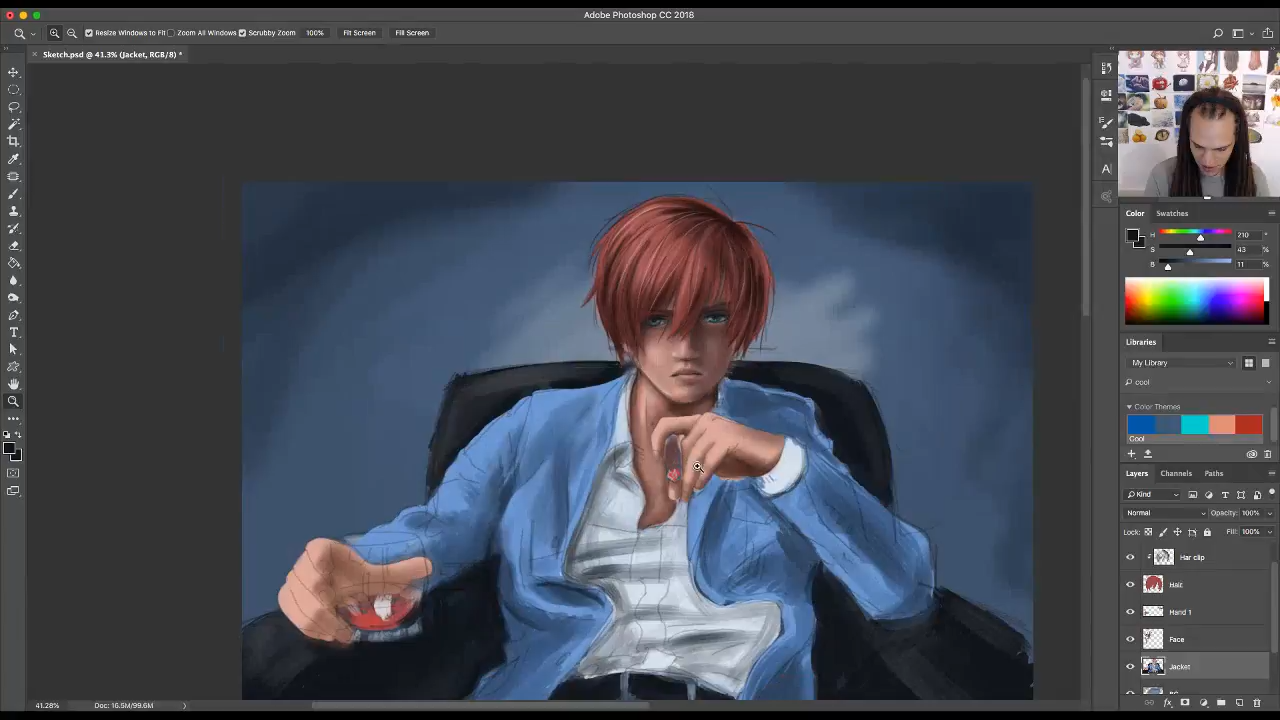 Adobe Photoshop CC 2018
Resize Windows to Fit Zoom All Windows Scrubby Zoom 100% Fit Screen Fill Screen
Sketch.psd @ 41.3% (Jacket, RGB/8) *
Color Swatches
H 210 °
S 43 %
B 11 %
Libraries
My Library
cool
Color Themes
Cool
Layers Channels Paths
Kind
Normal Opacity: 100%
Lock: Fill: 100%
Har clip
Hair
Hand 1
Face
Jacket
41.28% Doc: 16.5M/99.6M